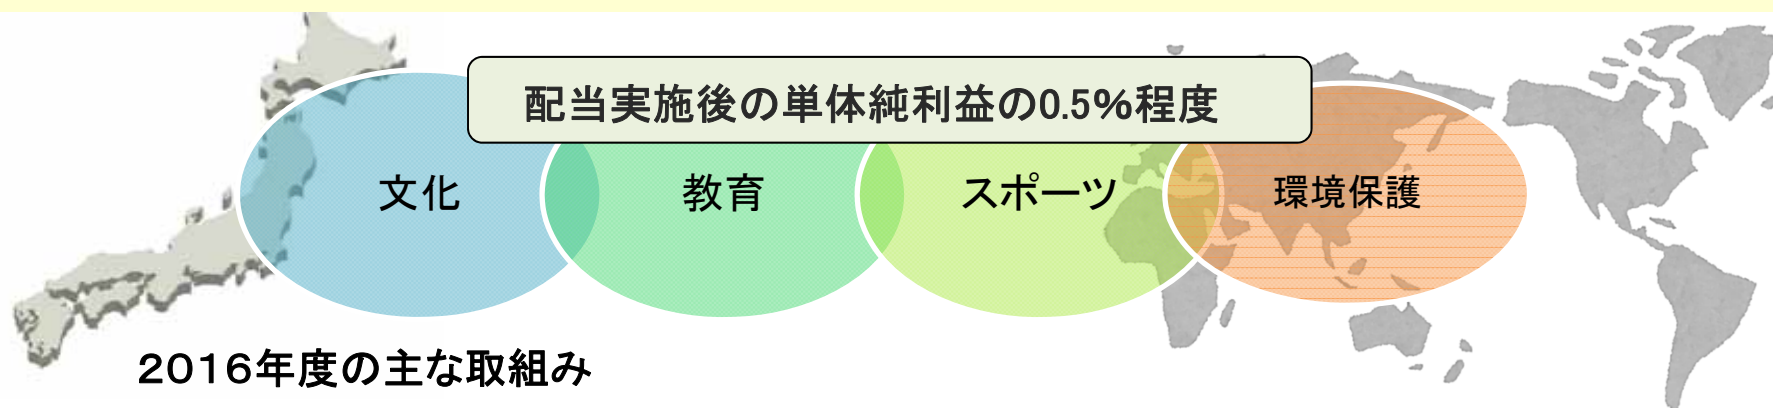 配当実施後の単体純利益の0.5%程度
文化
教育
スポーツ
環境保護
2016年度の主な取組み